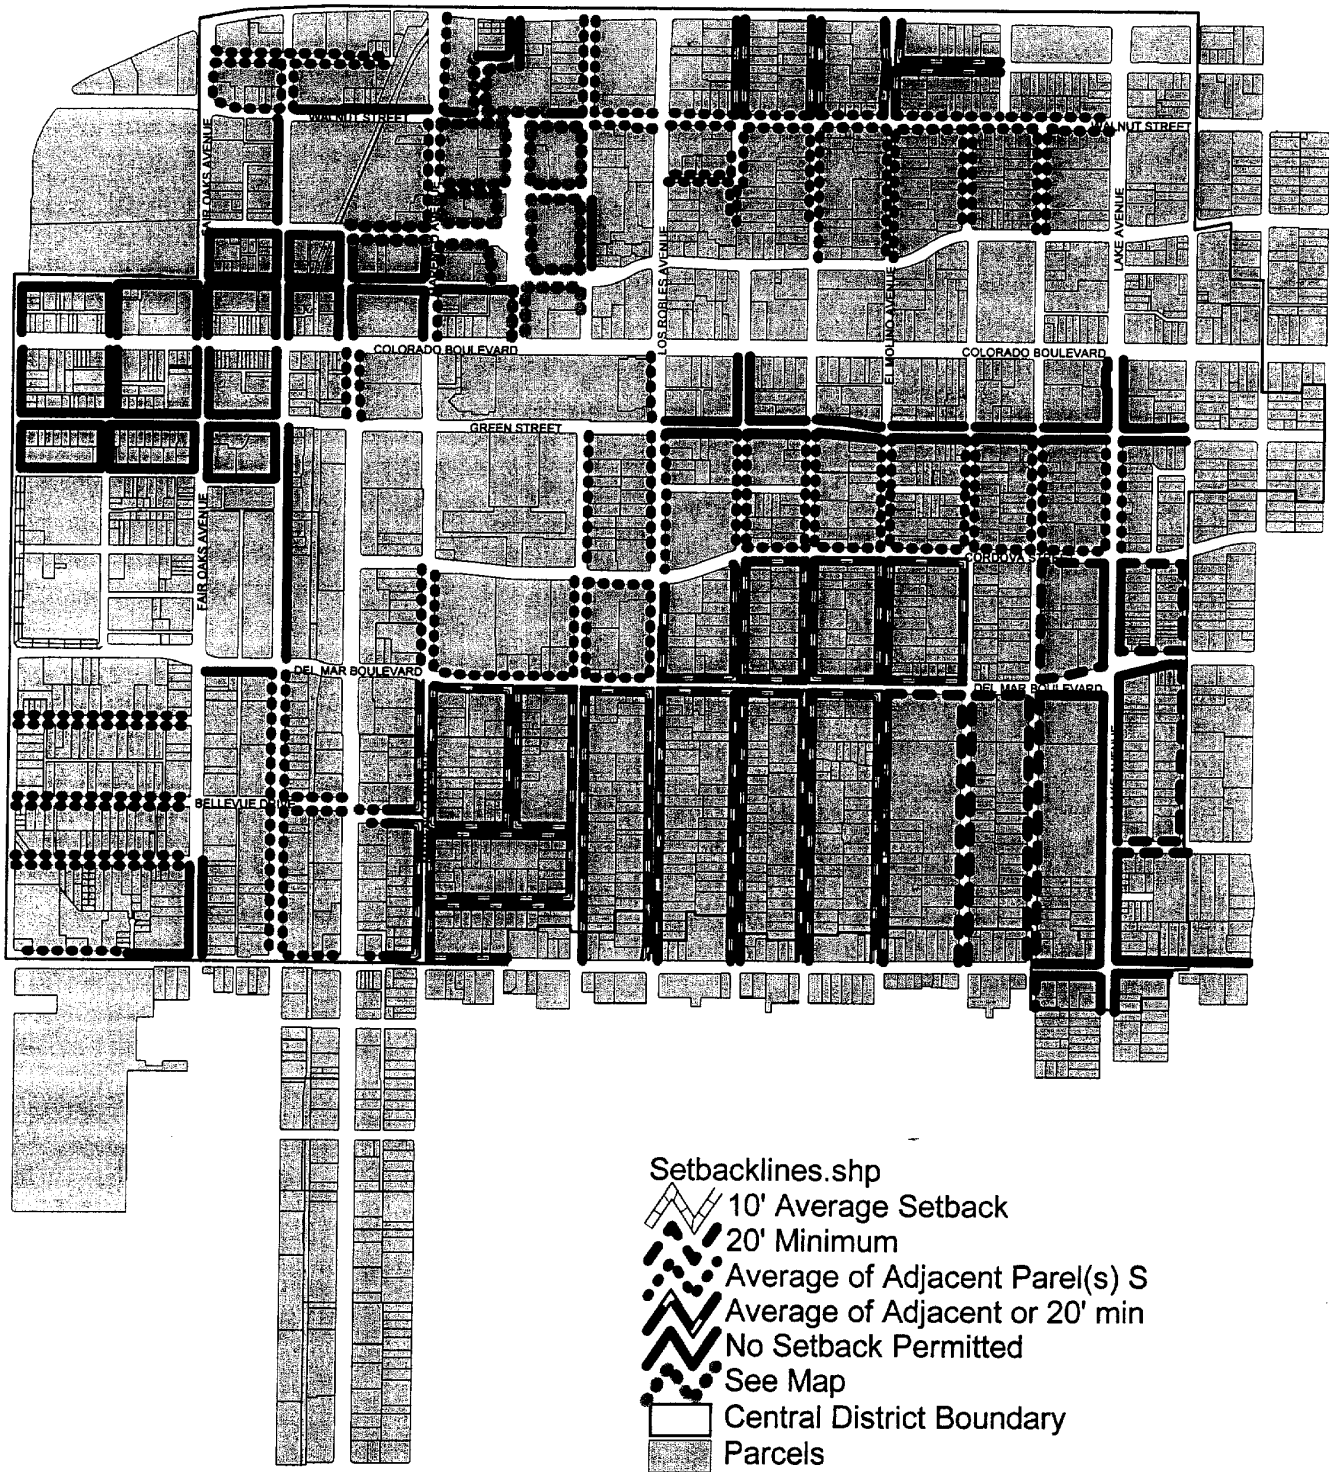 WALNUT STREET
ALNUT STREET
FAIR OAKS AVENUE
LOS ROBLES AVENUE
EL MOLINO AVENUE
LAKE AVENUE
COLORADO BOULEVARD
COLORADO BOULEVARD
GREEN STREET
FAIR OAKS AVENUE
CORDOVA ST
DEL MAR BOULEVARD
DEL MAR BOULEVARD
BELLEVUE DRIVE
Setbacklines.shp
10' Average Setback
20' Minimum
Average of Adjacent Parel(s) S
Average of Adjacent or 20' min
No Setback Permitted
See Map
Central District Boundary
Parcels